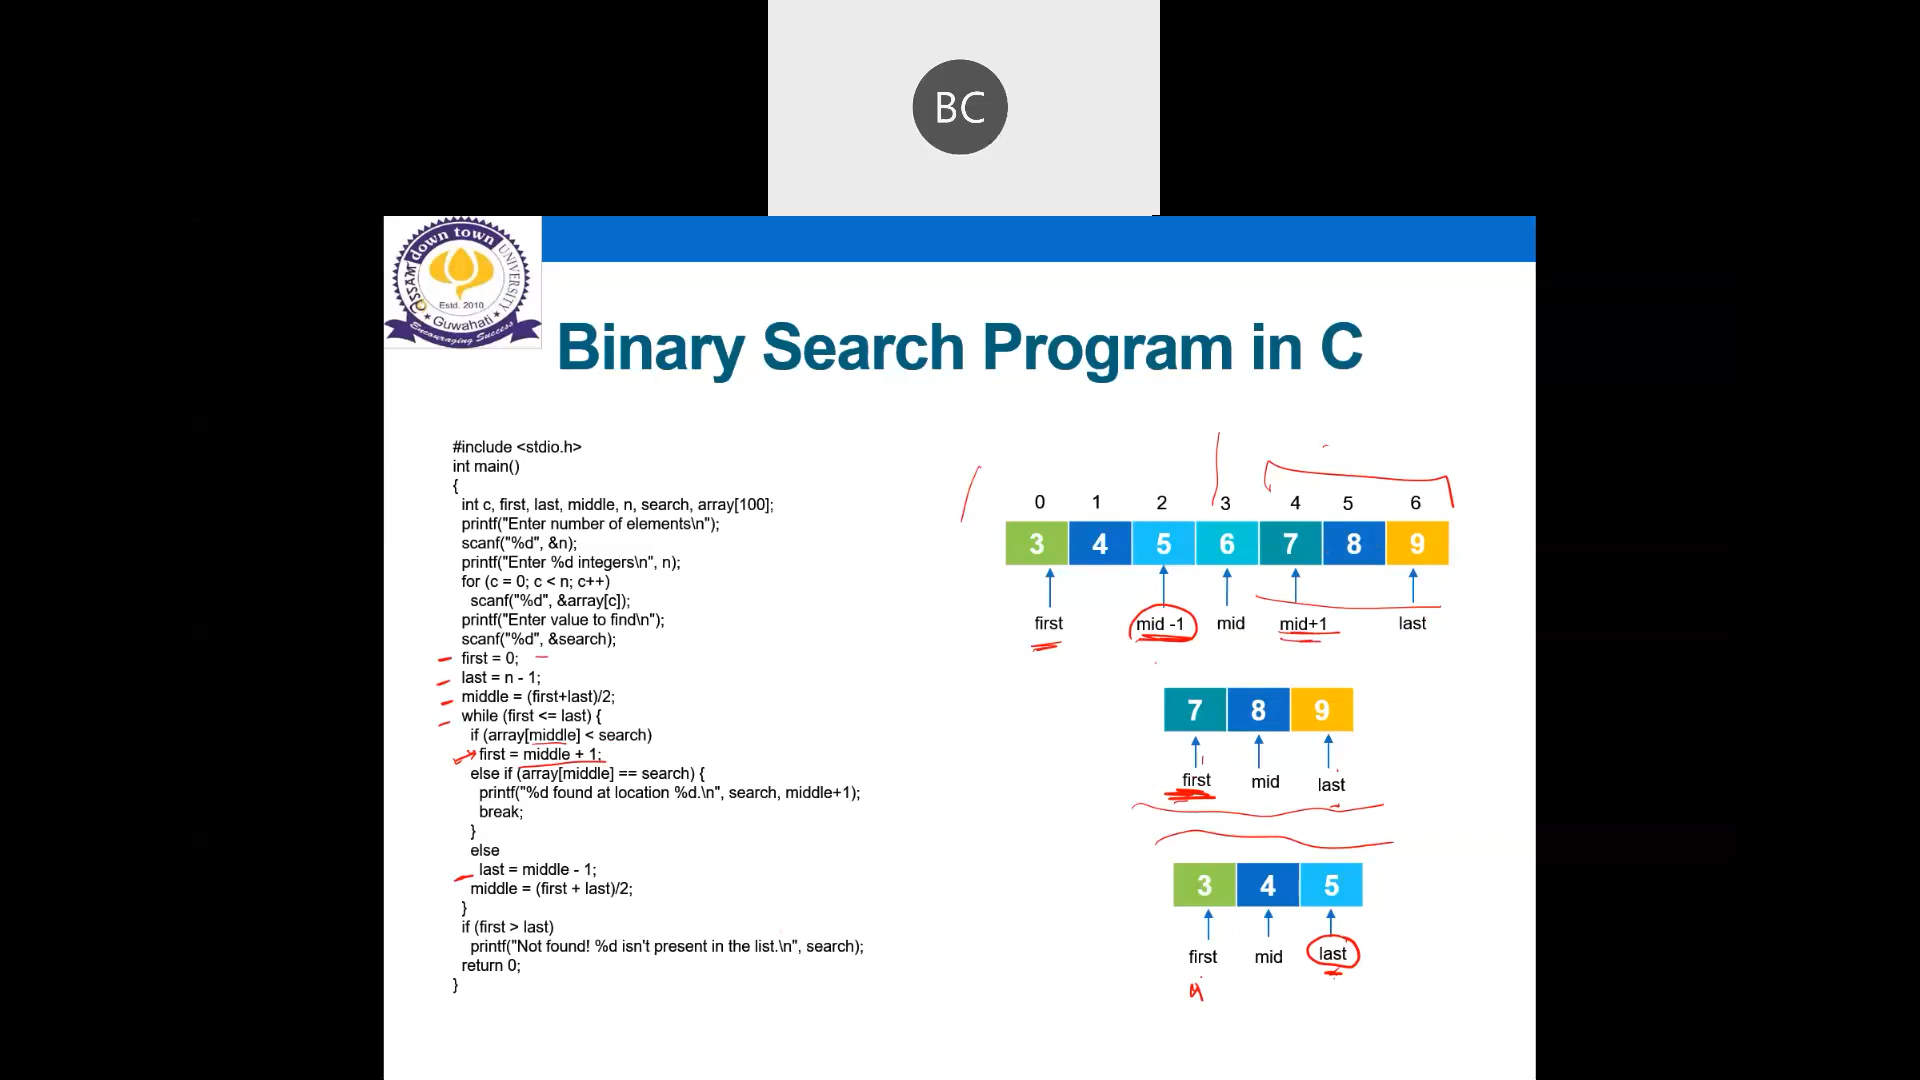 BC
assam down town UNIVERSITY
Estd. 2010
Guwahati
Encouraging Success
Binary Search Program in C
#include <stdio.h>
int main()
{
int c, first, last, middle, n, search, array[100];
printf("Enter number of elements\n");
scanf("%d", &n);
printf("Enter %d integers\n", n);
for (c = 0; c < n; c++)
scanf("%d", &array[c]);
printf("Enter value to find\n");
scanf("%d", &search);
first = 0;
last = n - 1;
middle = (first+last)/2;
while (first <= last) {
if (array[middle] < search)
first = middle + 1;
else if (array[middle] == search) {
printf("%d found at location %d.\n", search, middle+1);
break;
}
else
last = middle - 1;
middle = (first + last)/2;
}
if (first > last)
printf("Not found! %d isn't present in the list.\n", search);
return 0;
}
0 1 2 3 4 5 6
3 4 5 6 7 8 9
first mid -1 mid mid+1 last
7 8 9
first mid last
3 4 5
first mid last